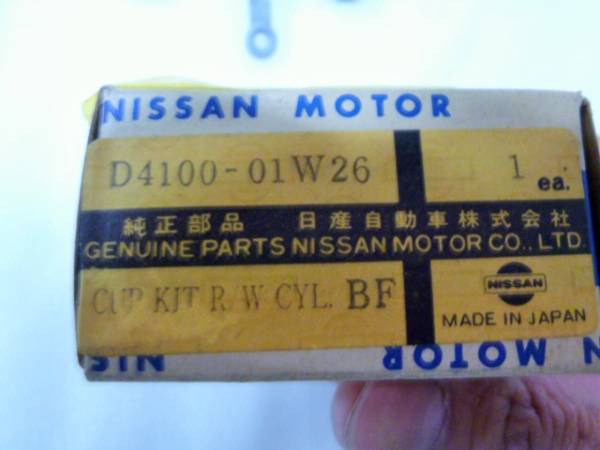 NISSAN MOTOR
D4100-01W26 1 ea.
純正部品 日産自動車株式会社
GENUINE PARTS NISSAN MOTOR CO., LTD.
CUP KIT R/W CYL. BF
NISSAN
MADE IN JAPAN
NIS MOTOR N